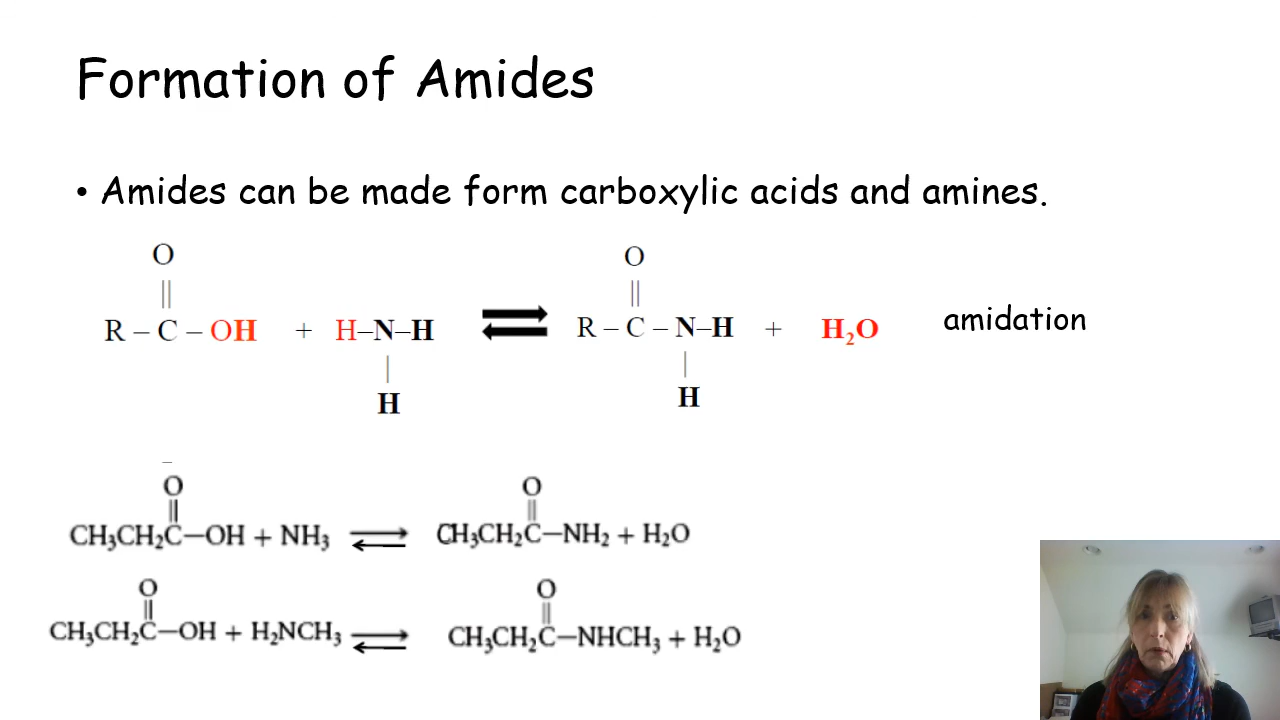 Formation of Amides
• Amides can be made form carboxylic acids and amines.
O O
|| ||
R – C – OH + H–N–H ⇌ R – C – N–H + H₂O amidation
| |
H H
O O
|| ||
CH₃CH₂C–OH + NH₃ ⇌ CH₃CH₂C–NH₂ + H₂O
O O
|| ||
CH₃CH₂C–OH + H₂NCH₃ ⇌ CH₃CH₂C–NHCH₃ + H₂O